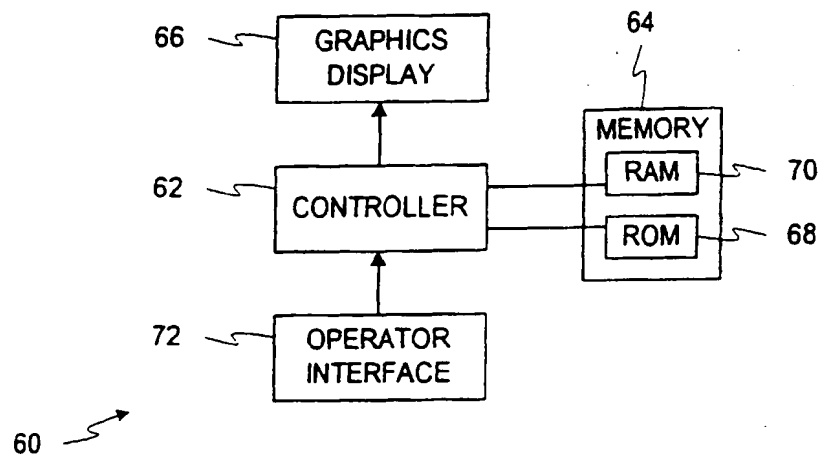 66
GRAPHICS
DISPLAY
64
MEMORY
62
CONTROLLER
RAM
70
ROM
68
72
OPERATOR
INTERFACE
60